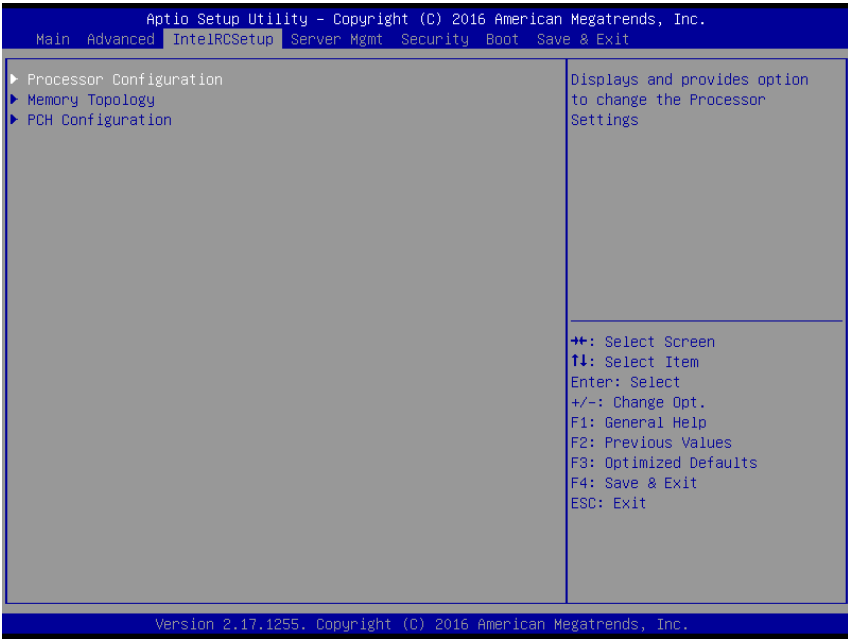 Aptio Setup Utility – Copyright (C) 2016 American Megatrends, Inc.
Main Advanced IntelRCSetup Server Mgmt Security Boot Save & Exit
▶ Processor Configuration
▶ Memory Topology
▶ PCH Configuration
Displays and provides option
to change the Processor
Settings
→←: Select Screen
↑↓: Select Item
Enter: Select
+/-: Change Opt.
F1: General Help
F2: Previous Values
F3: Optimized Defaults
F4: Save & Exit
ESC: Exit
Version 2.17.1255. Copyright (C) 2016 American Megatrends, Inc.